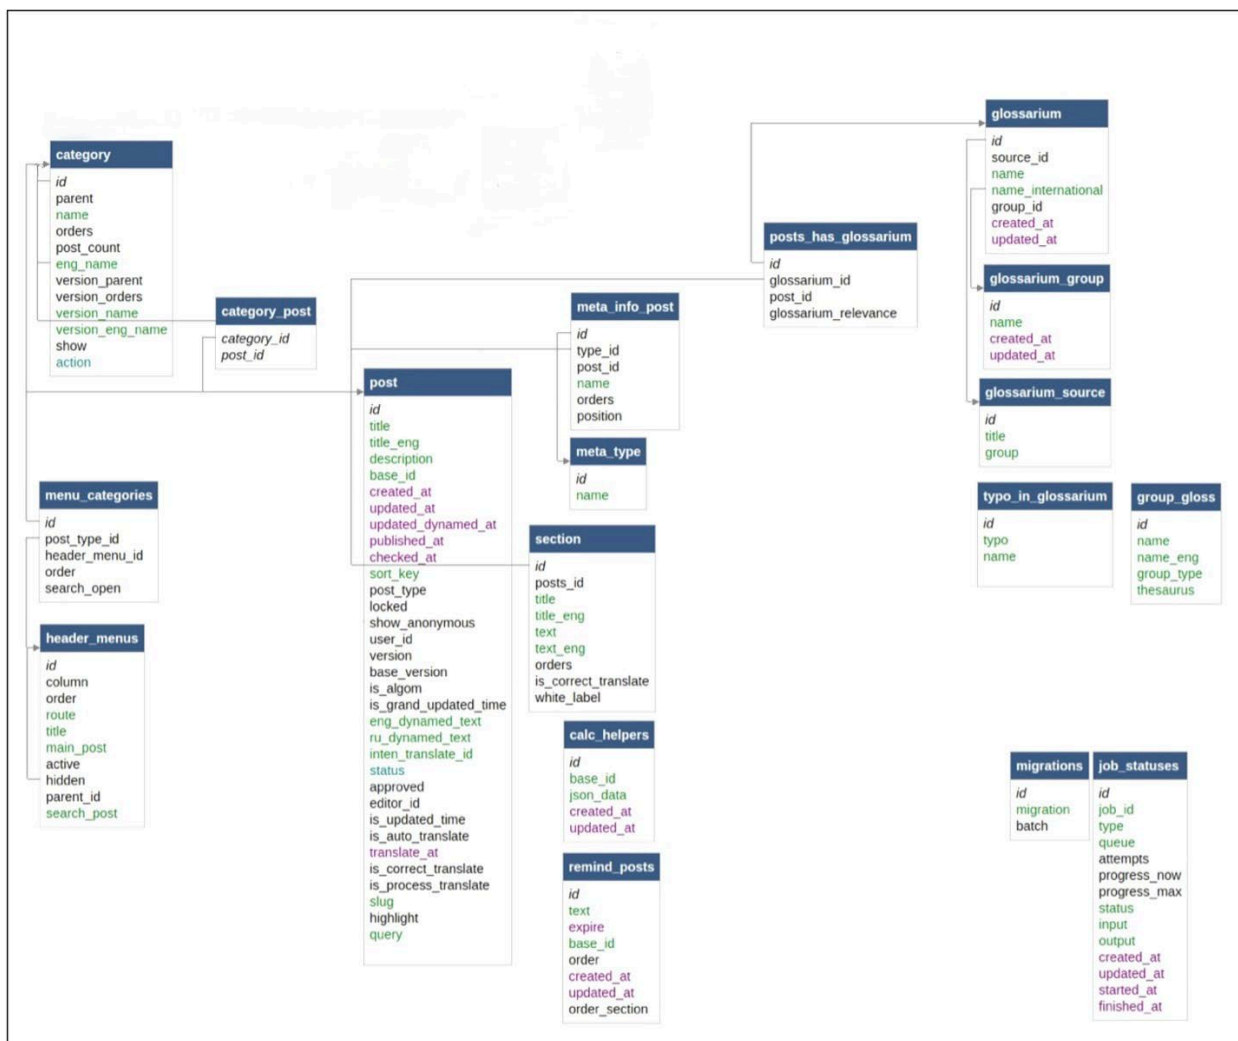 category
id
parent
name
orders
post_count
eng_name
version_parent
version_orders
version_name
version_eng_name
show
action
category_post
category_id
post_id
menu_categories
id
post_type_id
header_menu_id
order
search_open
header_menus
id
column
order
route
title
main_post
active
hidden
parent_id
search_post
post
id
title
title_eng
description
base_id
created_at
updated_at
updated_dynamed_at
published_at
checked_at
sort_key
post_type
locked
show_anonymous
user_id
version
base_version
is_algom
is_grand_updated_time
eng_dynamed_text
ru_dynamed_text
inten_translate_id
status
approved
editor_id
is_updated_time
is_auto_translate
translate_at
is_correct_translate
is_process_translate
slug
highlight
query
meta_info_post
id
type_id
post_id
name
orders
position
meta_type
id
name
section
id
posts_id
title
title_eng
text
text_eng
orders
is_correct_translate
white_label
calc_helpers
id
base_id
json_data
created_at
updated_at
remind_posts
id
text
expire
base_id
order
created_at
updated_at
order_section
posts_has_glossarium
id
glossarium_id
post_id
glossarium_relevance
glossarium
id
source_id
name
name_international
group_id
created_at
updated_at
glossarium_group
id
name
created_at
updated_at
glossarium_source
id
title
group
typo_in_glossarium
id
typo
name
group_gloss
id
name
name_eng
group_type
thesaurus
migrations
id
migration
batch
job_statuses
id
job_id
type
queue
attempts
progress_now
progress_max
status
input
output
created_at
updated_at
started_at
finished_at